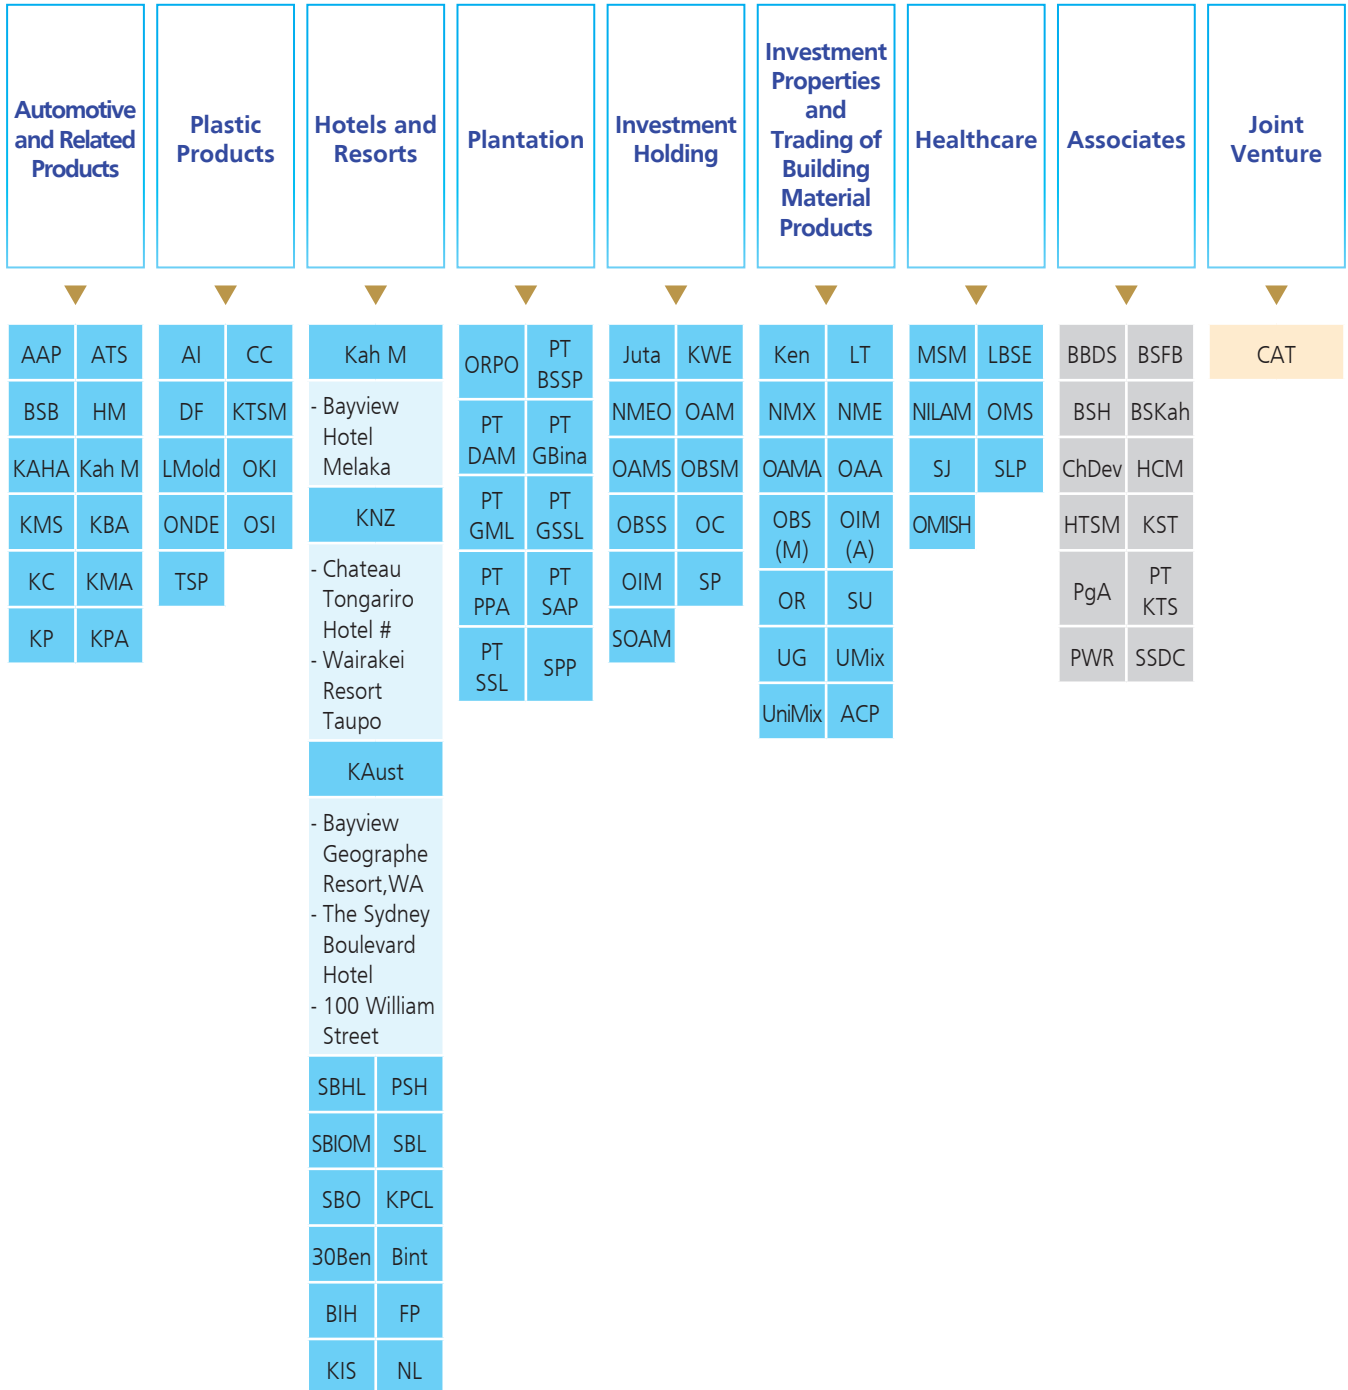 Automotive
and Related
Products
Plastic
Products
Hotels and
Resorts
Plantation
Investment
Holding
Investment
Properties
and
Trading of
Building
Material
Products
Healthcare
Associates
Joint
Venture
AAP ATS
BSB HM
KAHA Kah M
KMS KBA
KC KMA
KP KPA
AI CC
DF KTSM
LMold OKI
ONDE OSI
TSP
Kah M
- Bayview
Hotel
Melaka
KNZ
- Chateau
Tongariro
Hotel #
- Wairakei
Resort
Taupo
KAust
- Bayview
Geographe
Resort,WA
- The Sydney
Boulevard
Hotel
- 100 William
Street
SBHL PSH
SBIOM SBL
SBO KPCL
30Ben Bint
BIH FP
KIS NL
ORPO
PT
BSSP
PT
DAM
PT
GBina
PT
GML
PT
GSSL
PT
PPA
PT
SAP
PT
SSL
SPP
Juta KWE
NMEO OAM
OAMS OBSM
OBSS OC
OIM SP
SOAM
Ken LT
NMX NME
OAMA OAA
OBS
(M)
OIM
(A)
OR SU
UG UMix
UniMix ACP
MSM LBSE
NILAM OMS
SJ SLP
OMISH
BBDS BSFB
BSH BSKah
ChDev HCM
HTSM KST
PgA
PT
KTS
PWR SSDC
CAT